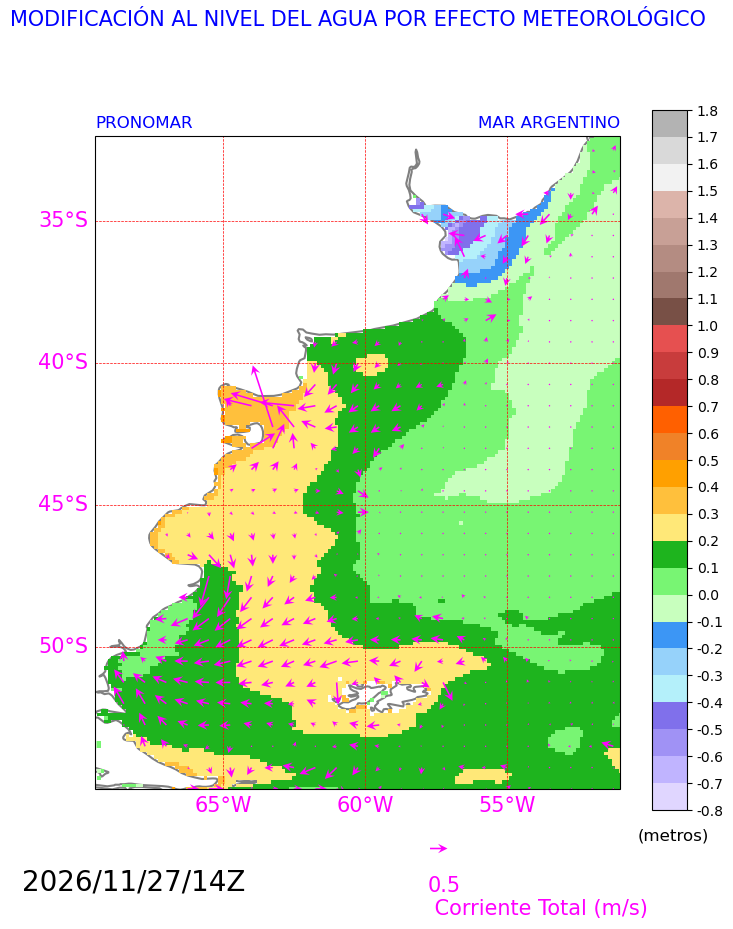 MODIFICACIÓN AL NIVEL DEL AGUA POR EFECTO METEOROLÓGICO
PRONOMAR MAR ARGENTINO
35°S
40°S
45°S
50°S
65°W 60°W 55°W
1.8
1.7
1.6
1.5
1.4
1.3
1.2
1.1
1.0
0.9
0.8
0.7
0.6
0.5
0.4
0.3
0.2
0.1
0.0
-0.1
-0.2
-0.3
-0.4
-0.5
-0.6
-0.7
-0.8
(metros)
2026/11/27/14Z
0.5
Corriente Total (m/s)